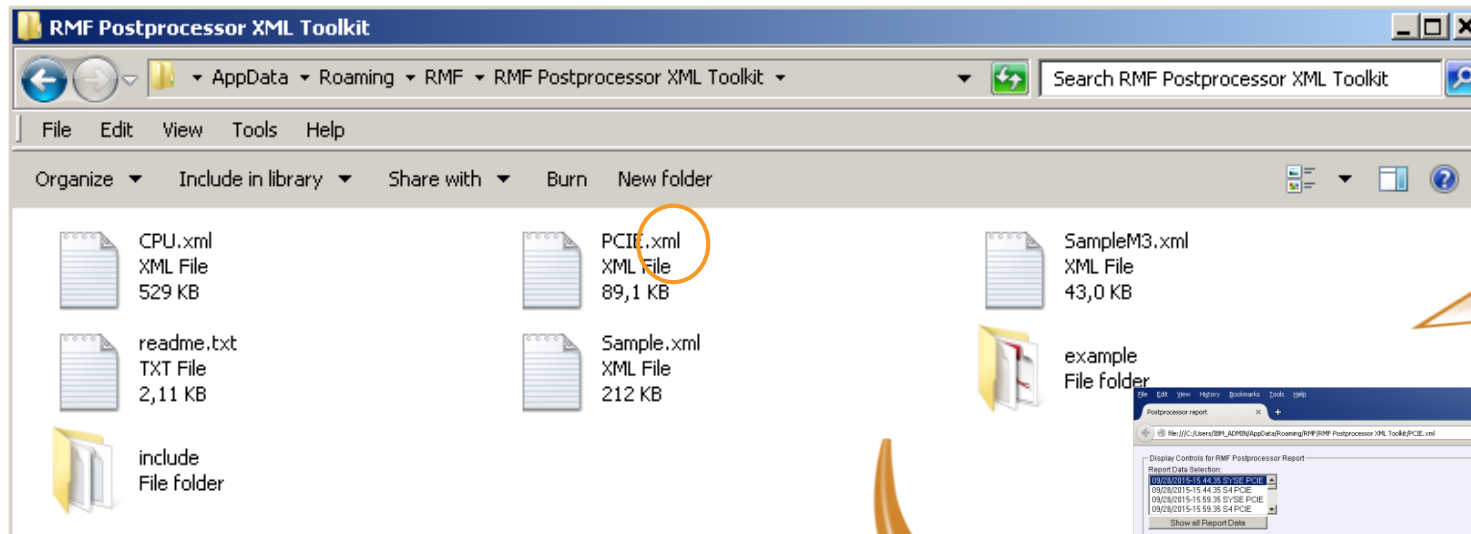 RMF Postprocessor XML Toolkit
AppData Roaming RMF RMF Postprocessor XML Toolkit
Search RMF Postprocessor XML Toolkit
File Edit View Tools Help
Organize Include in library Share with Burn New folder
CPU.xml
XML File
529 KB
PCIE.xml
XML File
89,1 KB
SampleM3.xml
XML File
43,0 KB
readme.txt
TXT File
2,11 KB
Sample.xml
XML File
212 KB
example
File folder
include
File folder
File Edit View History Bookmarks Tools Help
Postprocessor report
file:///C:/Users/IBM_ADMIN/AppData/Roaming/RMF/RMF Postprocessor XML Toolkit/PCIE.xml
Display Controls for RMF Postprocessor Report
Report Data Selection:
09/28/2015-15.44.35 SYSE PCIE
09/28/2015-15.44.35 S4 PCIE
09/28/2015-15.59.35 SYSE PCIE
09/28/2015-15.59.35 S4 PCIE
Show all Report Data